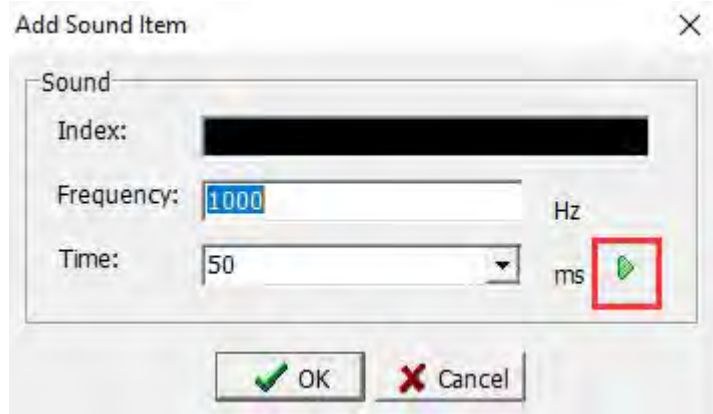 Add Sound Item
Sound
Index:
Frequency: 1000 Hz
Time: 50 ms
OK Cancel